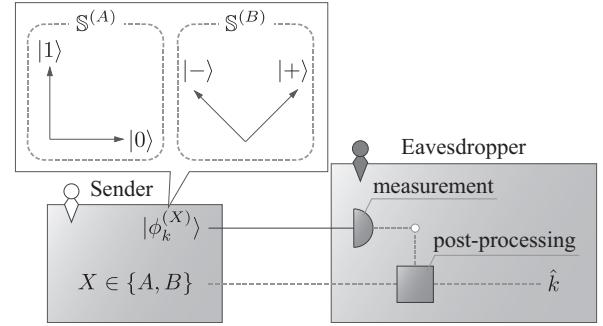 𝕊^{(A)} 𝕊^{(B)}
|1⟩ |−⟩ |+⟩
|0⟩
Eavesdropper
Sender
measurement
|ϕ_k^{(X)}⟩
post-processing
X ∈ {A, B}
k̂